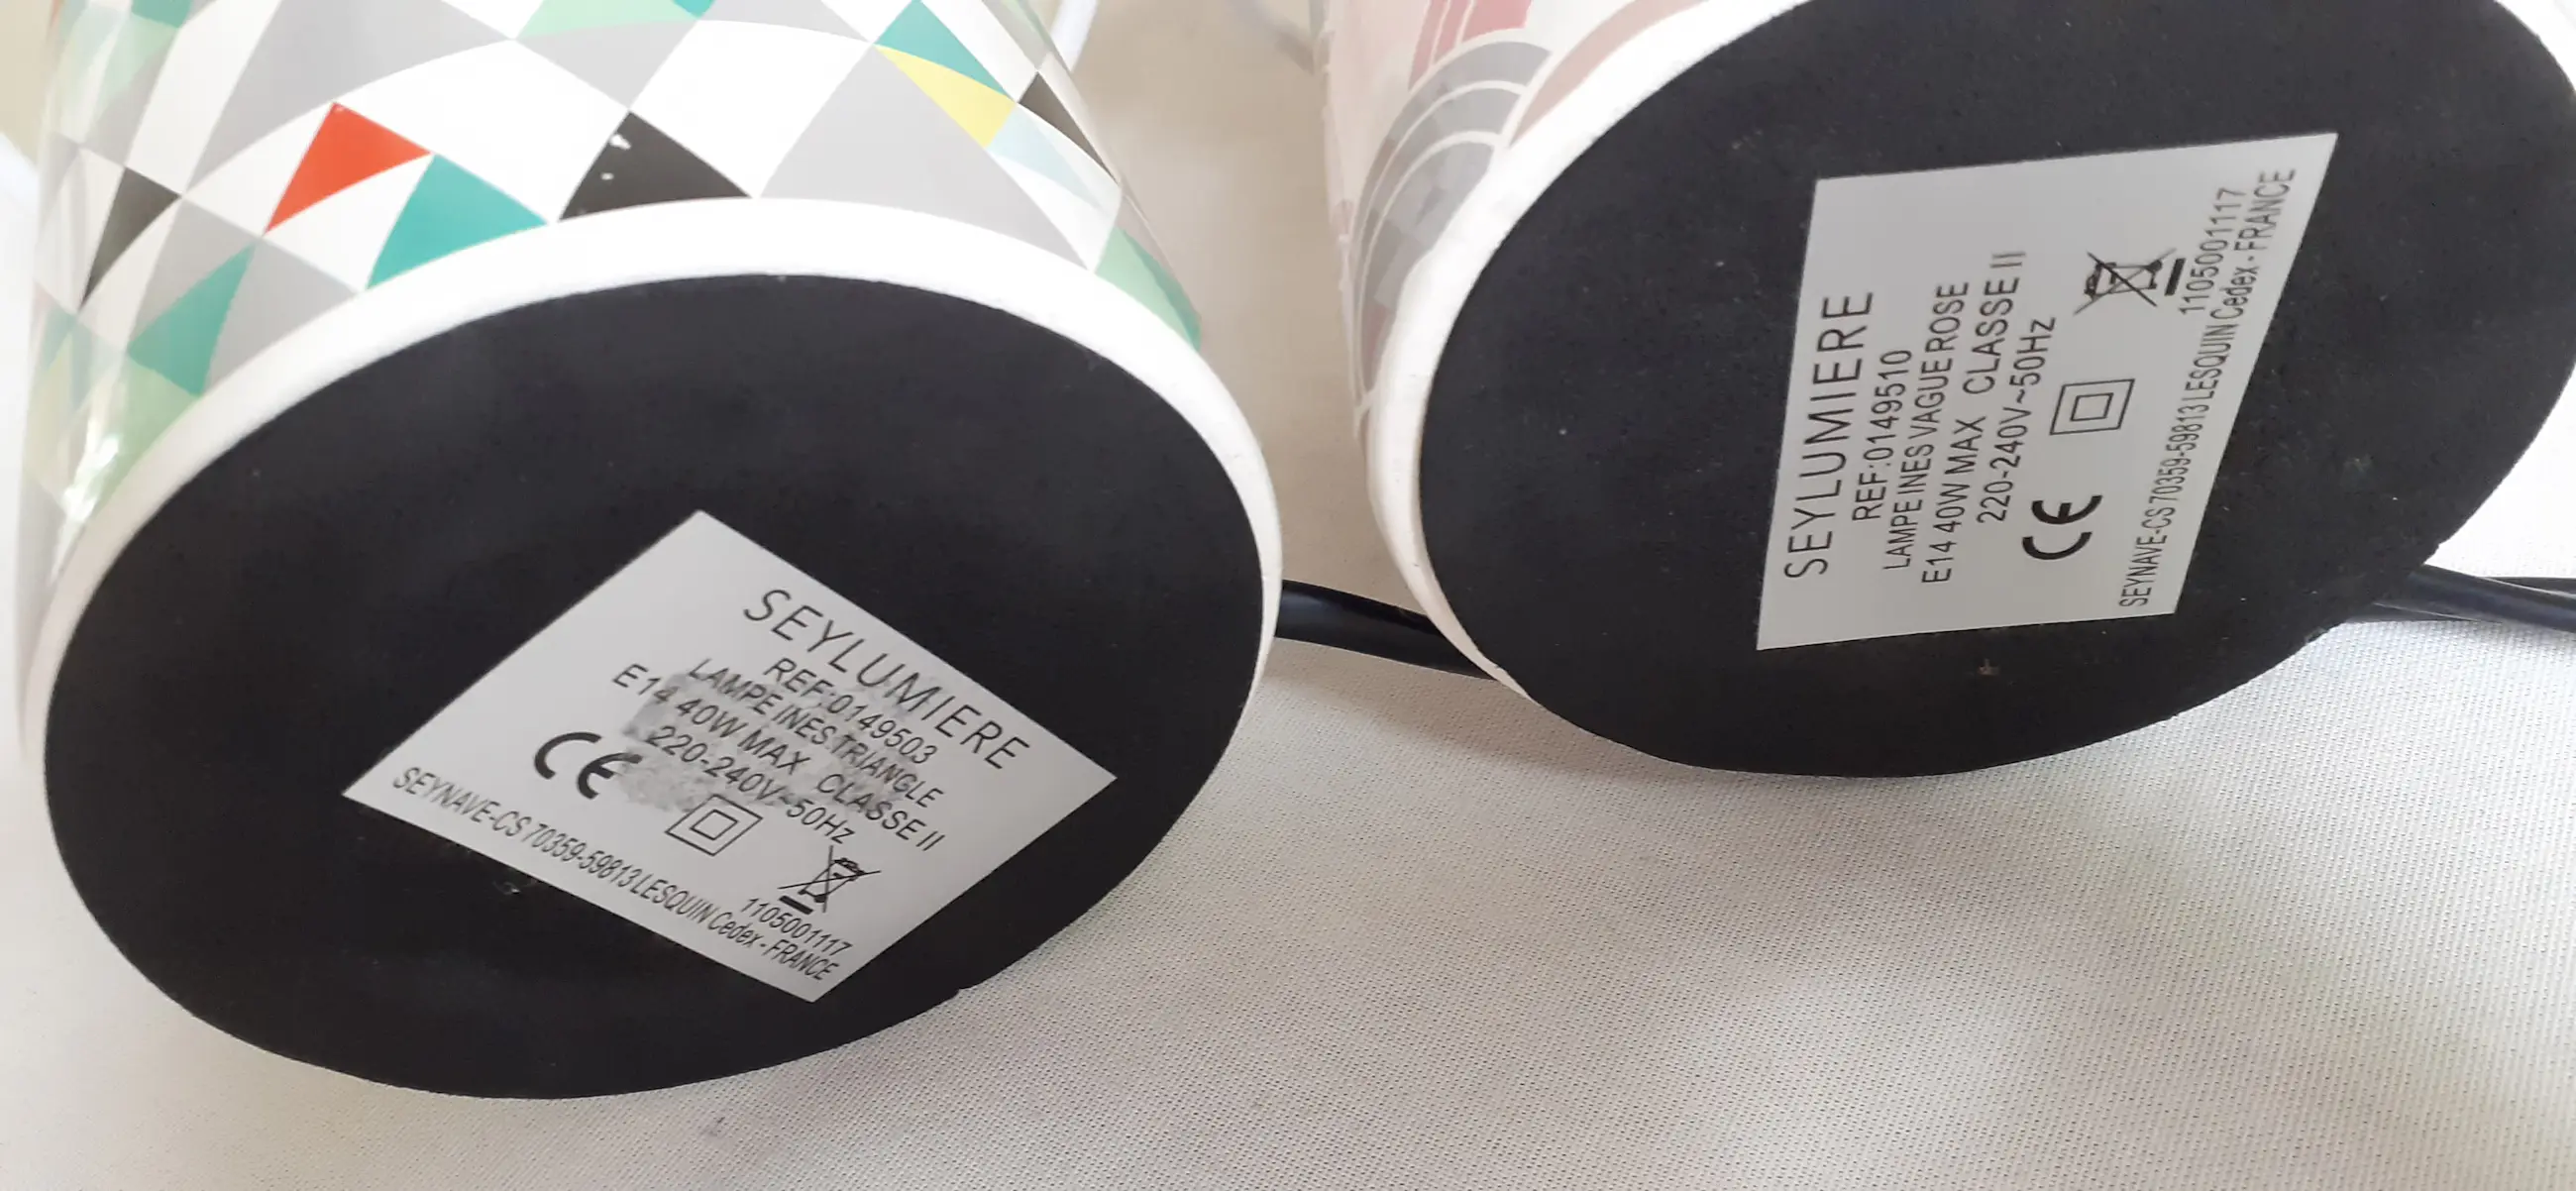 SEYLUMIERE
REF:0149503
LAMPE INES TRIANGLE
E14 40W MAX CLASSE II
220-240V~50Hz
CE
1105001117
SEYNAVE-CS 70359-59813 LESQUIN Cedex - FRANCE
SEYLUMIERE
REF:0149510
LAMPE INES VAGUE ROSE
E14 40W MAX CLASSE II
220-240V~50Hz
CE
1105001117
SEYNAVE-CS 70359-59813 LESQUIN Cedex - FRANCE